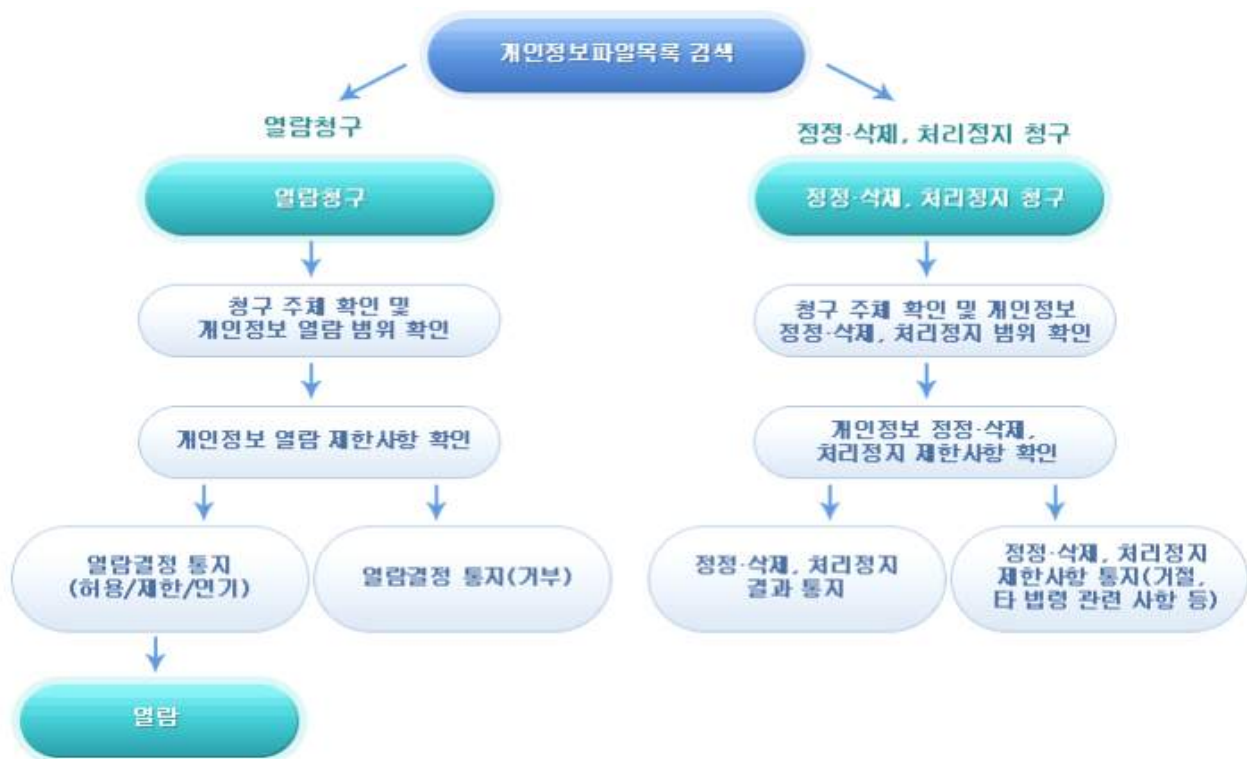 개인정보파일목록 검색
열람청구
열람청구
청구 주체 확인 및
개인정보 열람 범위 확인
개인정보 열람 제한사항 확인
열람결정 통지
(허용/제한/연기)
열람결정 통지(거부)
열람
정정·삭제, 처리정지 청구
정정·삭제, 처리정지 청구
청구 주체 확인 및 개인정보
정정·삭제, 처리정지 범위 확인
개인정보 정정·삭제,
처리정지 제한사항 확인
정정·삭제, 처리정지
결과 통지
정정·삭제, 처리정지
제한사항 통지(거절,
타 법령 관련 사항 등)